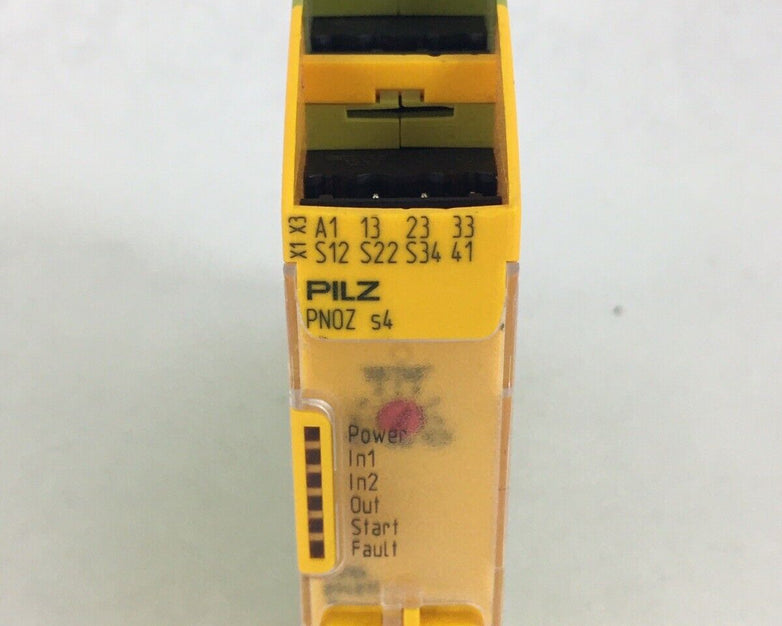 X3 A1 13 23 33
X1 S12 S22 S34 41
PILZ
PNOZ s4
Power
In1
In2
Out
Start
Fault